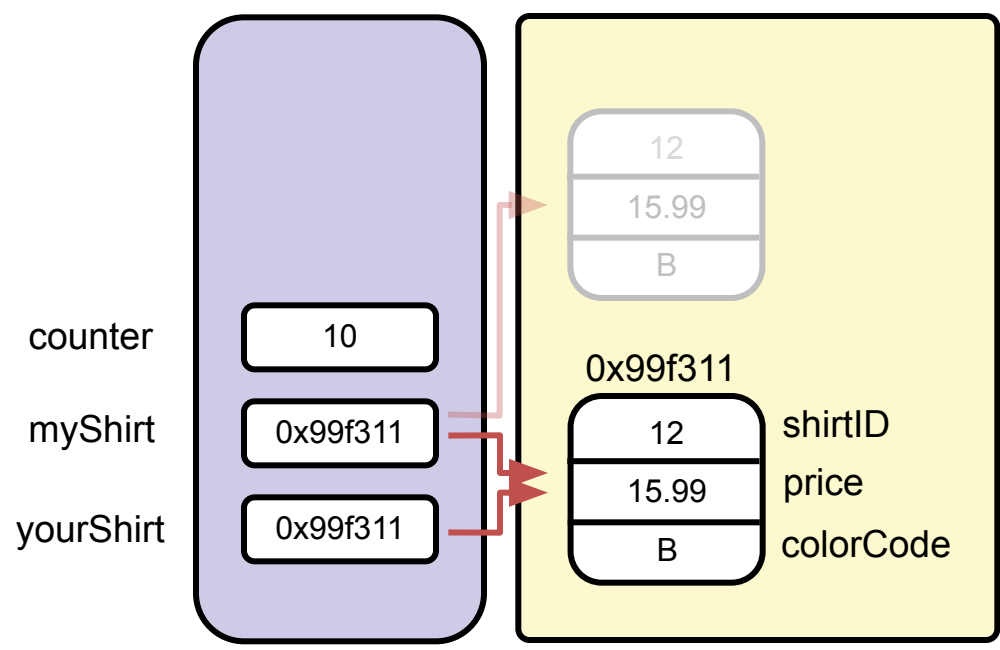 12
15.99
B
counter
10
0x99f311
myShirt
0x99f311
12
shirtID
15.99
price
yourShirt
0x99f311
B
colorCode